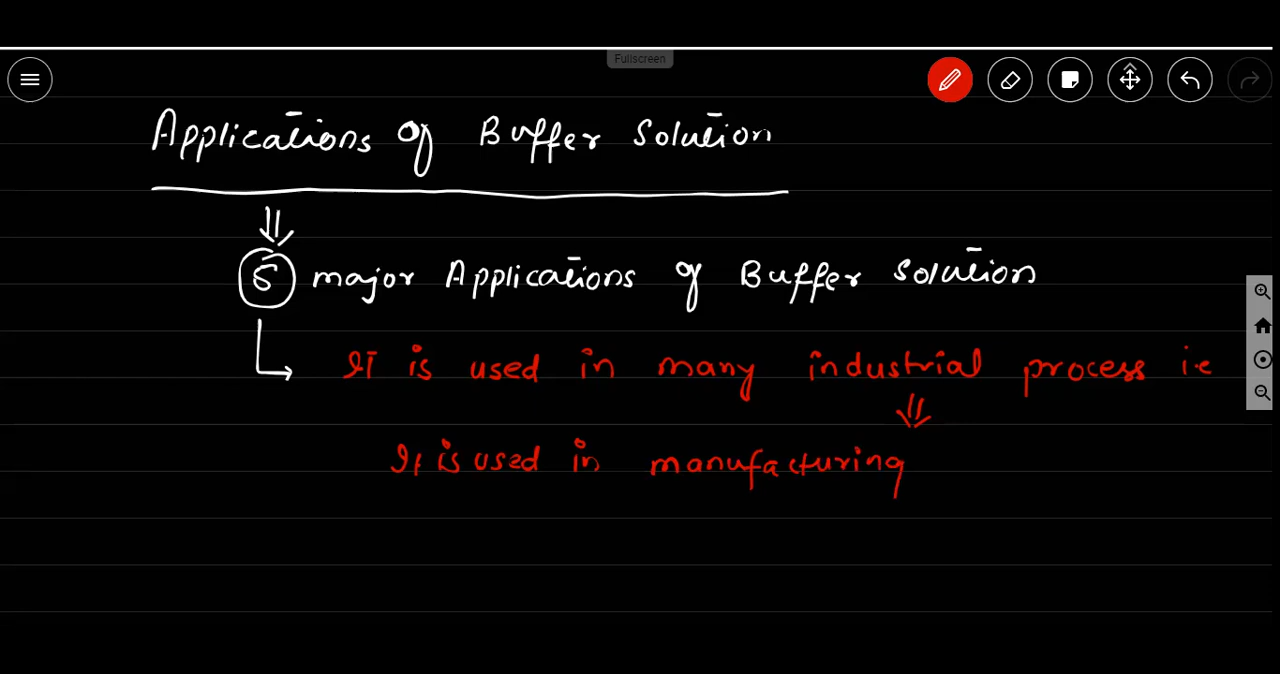 Fullscreen
Applications of Buffer Solution
5 major Applications of Buffer Solution
It is used in many industrial process i.e
It is used in manufacturing